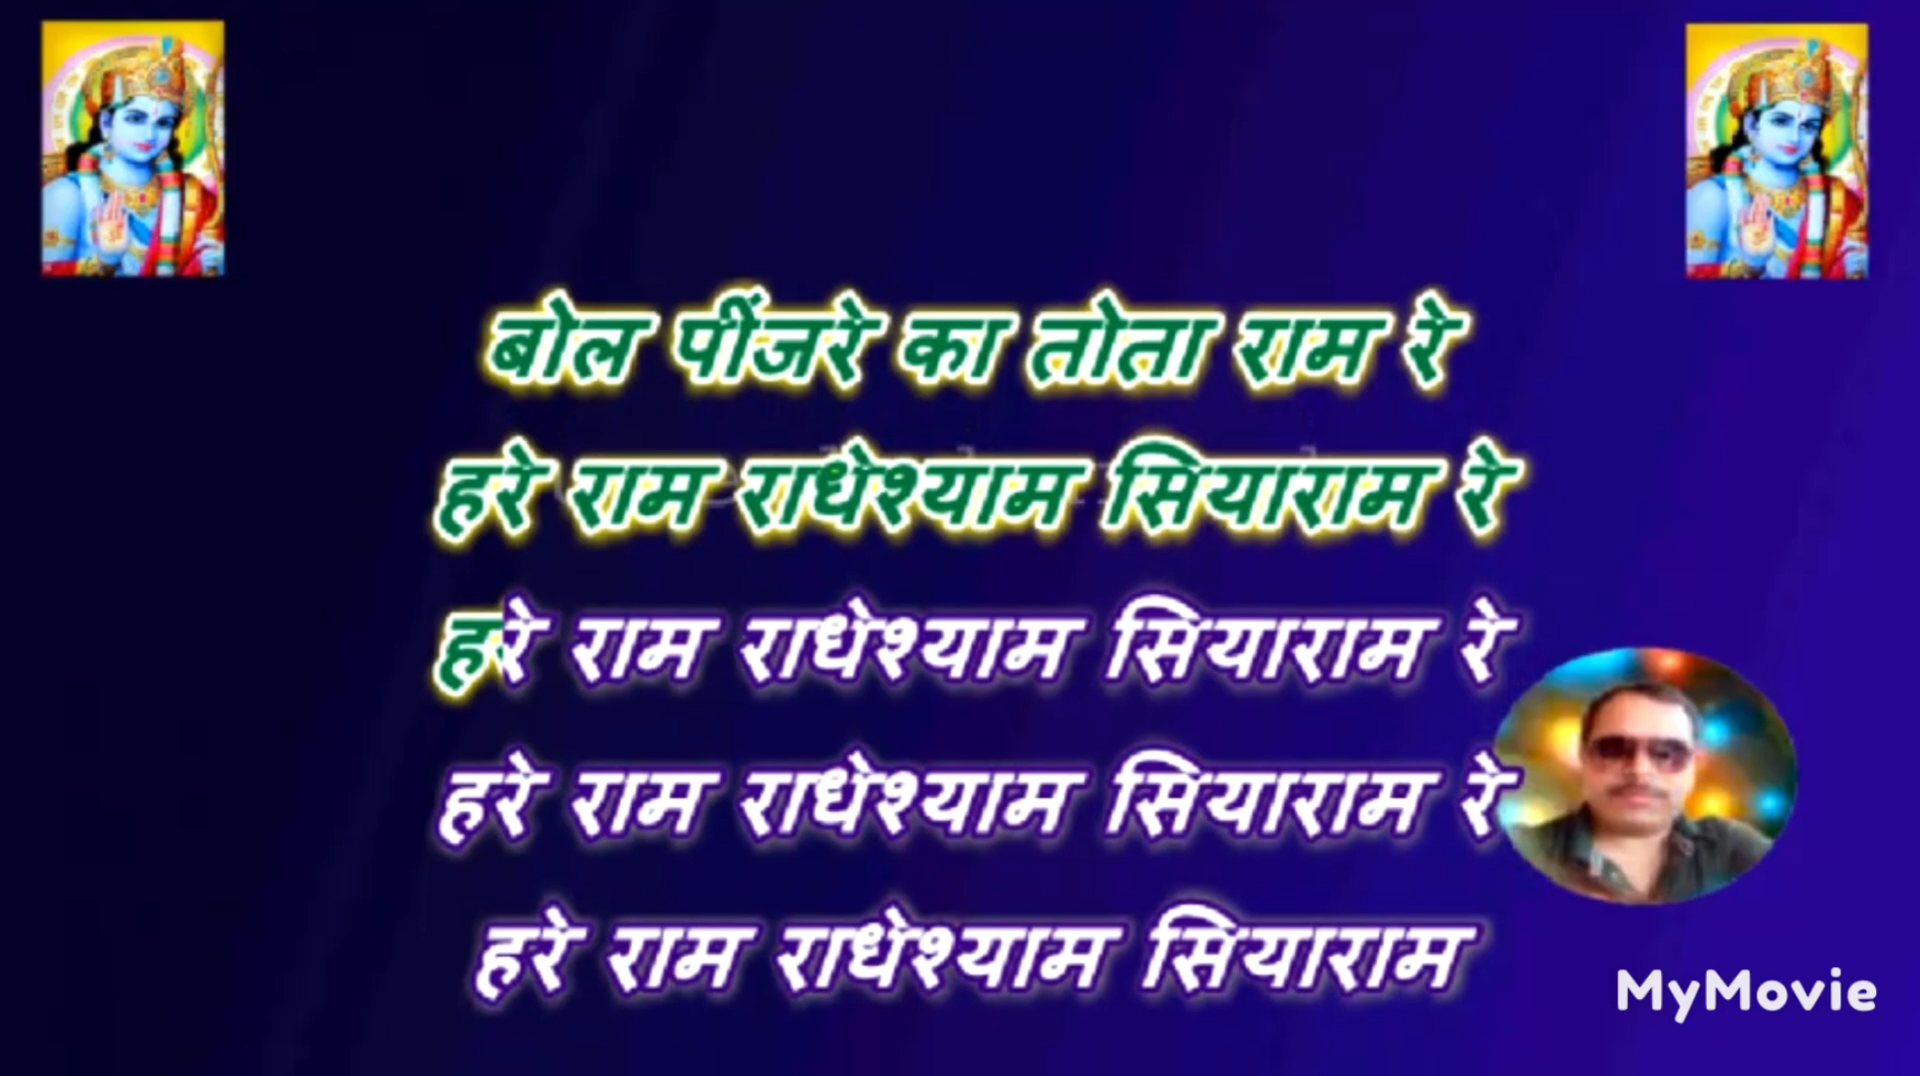 बोल पींजरे का तोता राम रे
हरे राम राधेश्याम सियाराम रे
हरे राम राधेश्याम सियाराम रे
हरे राम राधेश्याम सियाराम रे
हरे राम राधेश्याम सियाराम
MyMovie